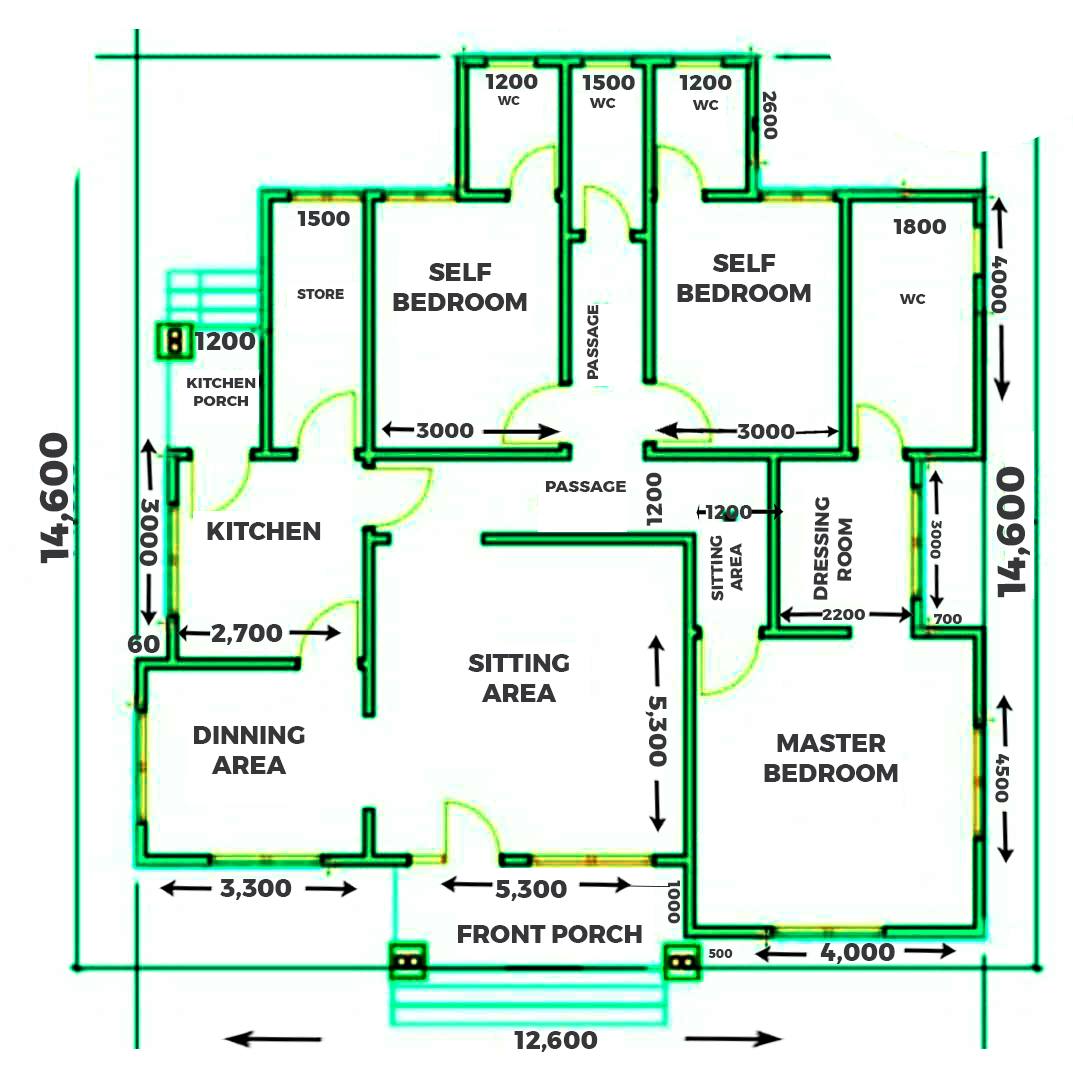 1200
WC
1500
WC
1200
WC
2600
1500
STORE
SELF
BEDROOM
PASSAGE
SELF
BEDROOM
1800
WC
4000
1200
KITCHEN
PORCH
3000
3000
14,600
3000
KITCHEN
PASSAGE
1200
1200
SITTING
AREA
DRESSING
ROOM
3000
14,600
2200
700
60
2,700
SITTING
AREA
5,300
DINNING
AREA
MASTER
BEDROOM
4500
3,300
5,300
1000
FRONT PORCH
500
4,000
12,600